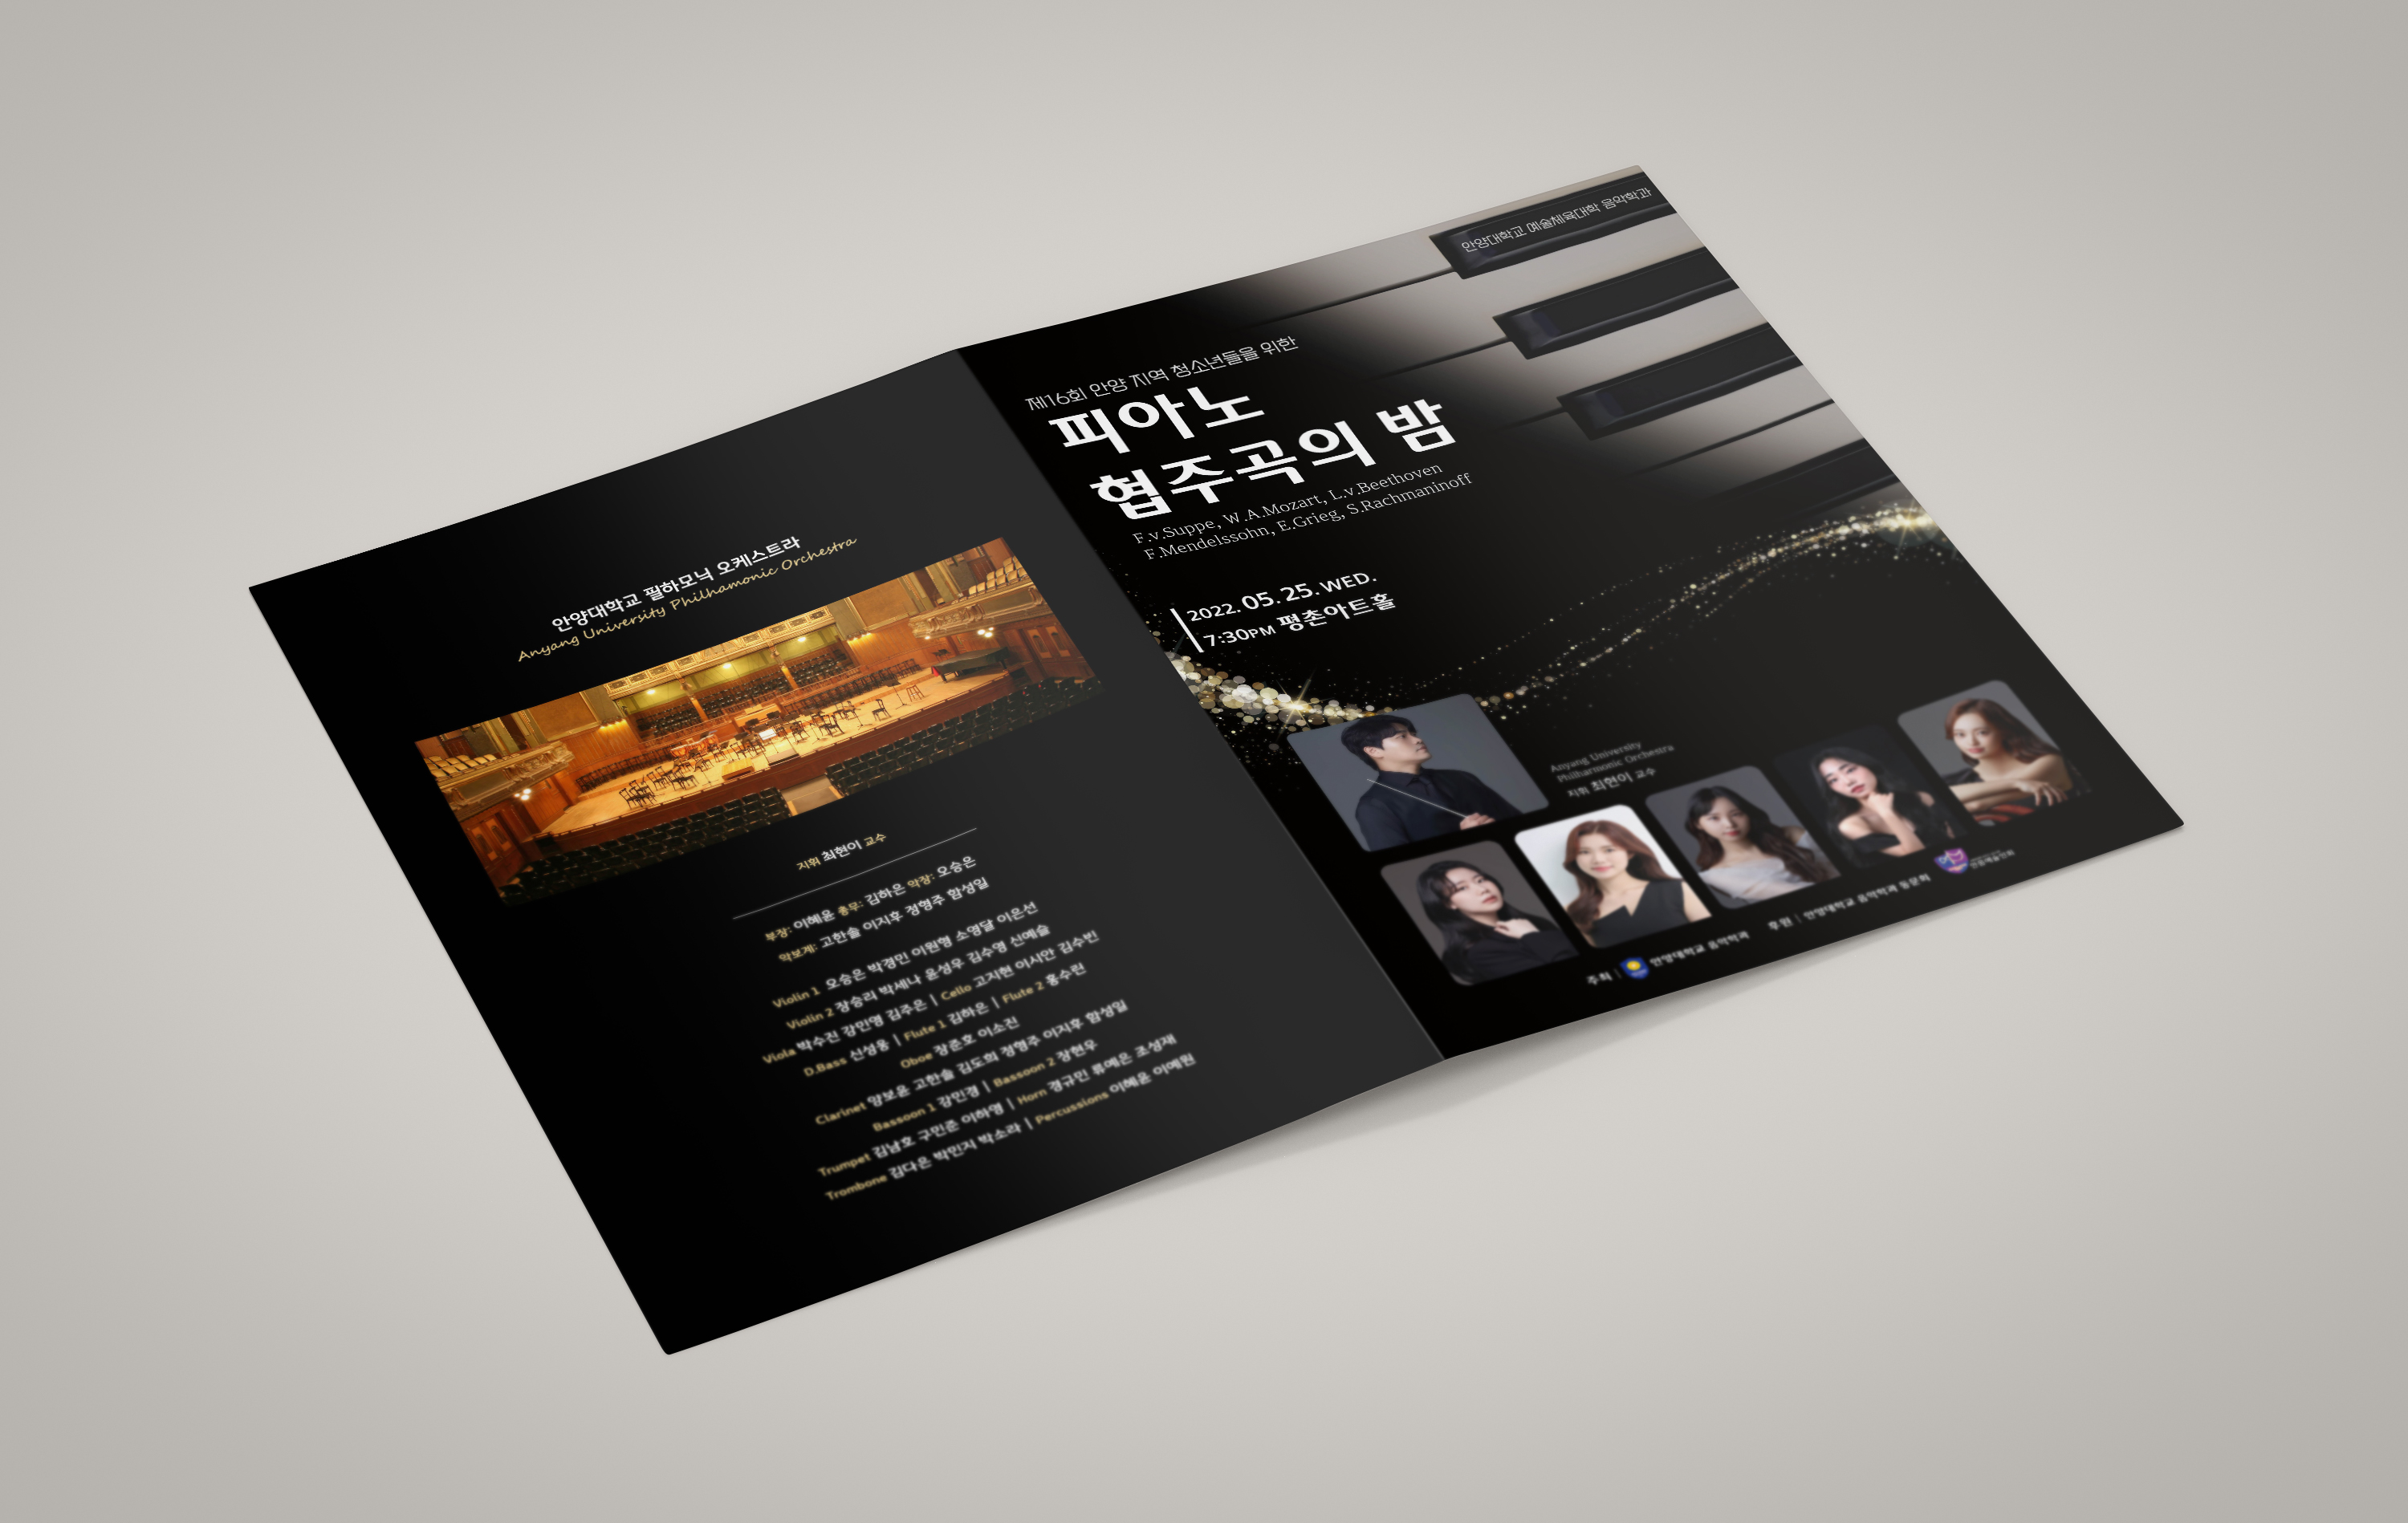 안양대학교 필하모닉 오케스트라
Anyang University Philhamonic Orchestra
지휘 최현이 교수
부장: 이혜윤 총무: 김하은 악장: 오승은
악보계: 고한솔 이지후 정형주 함성일
Violin 1 오승은 박경민 이원형 소영달 이은선
Violin 2 장승리 박세나 윤성우 김수영 신예슬
Viola 박수진 강민영 김주은 | Cello 고지현 이시안 김수빈
D.Bass 신성웅 | Flute 1 김하은 | Flute 2 홍수린
Oboe 장준호 이소진
Clarinet 양보윤 고한솔 김도희 정형주 이지후 함성일
Bassoon 1 강민경 | Bassoon 2 장현우
Trumpet 김남호 구민준 이하영 | Horn 경규민 류예은 조성재
Trombone 김다은 박민지 박소라 | Percussions 이혜윤 이예원
안양대학교 예술체육대학 음악학과
제16회 안양 지역 청소년들을 위한
피아노
협주곡의 밤
F.v.Suppe, W.A.Mozart, L.v.Beethoven
F.Mendelssohn, E.Grieg, S.Rachmaninoff
2022. 05. 25. WED.
7:30PM 평촌아트홀
Anyang University
Philharmonic Orchestra
지휘 최현이 교수
주최 | 안양대학교 음악학과 후원 | 안양대학교 음악학과 동문회